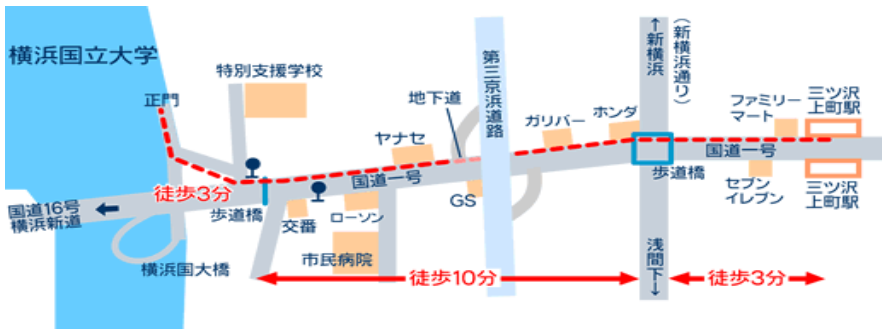 横浜国立大学
正門
特別支援学校
地下道
ヤナセ
第三京浜道路
ガリバー
ホンダ
↑新横浜
(新横浜通り)
ファミリー
マート
三ツ沢
上町駅
国道一号
国道一号
徒歩3分
歩道橋
歩道橋
国道16号
横浜新道
←
交番
ローソン
GS
セブン
イレブン
三ツ沢
上町駅
横浜国大橋
市民病院
浅間下→
徒歩10分
徒歩3分